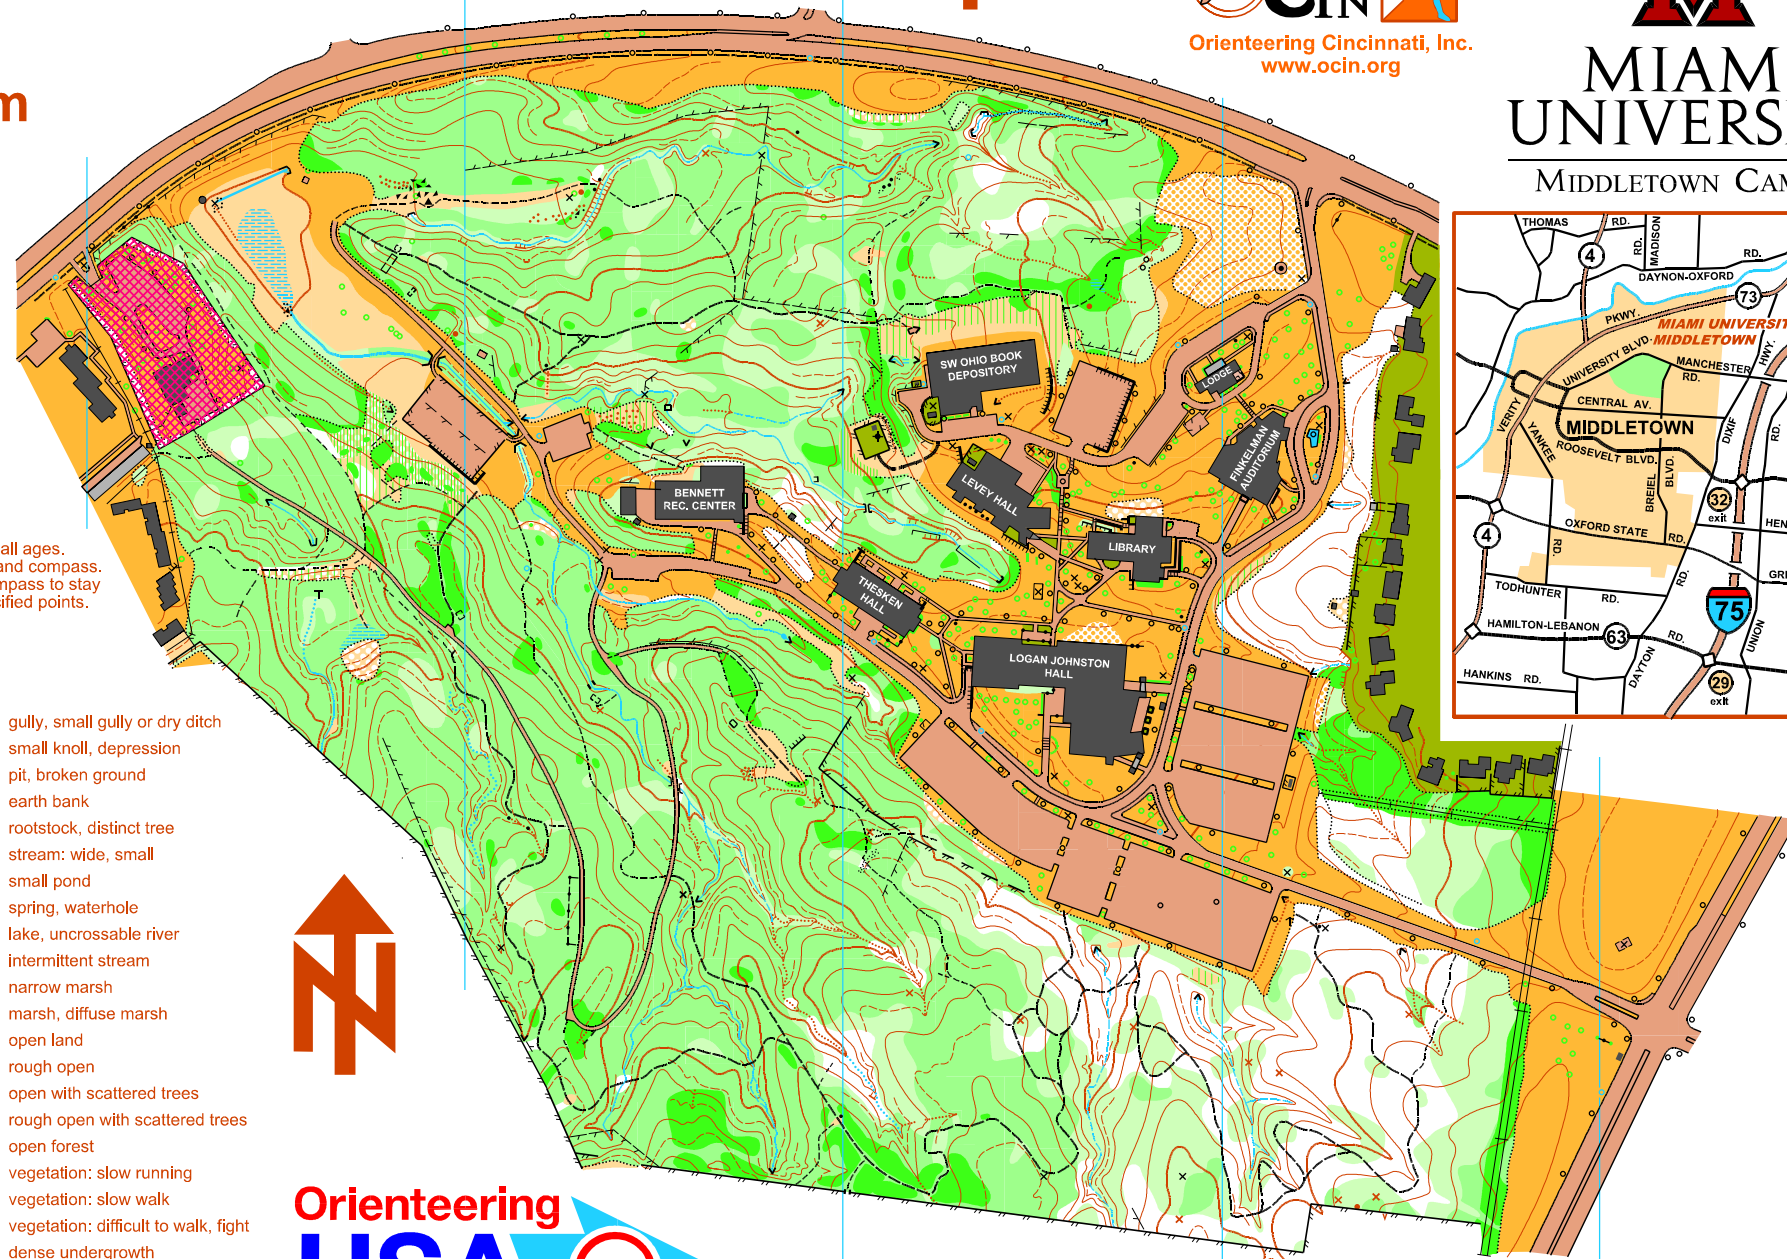 m
CIN
Orienteering Cincinnati, Inc.
www.ocin.org
M
MIAM
UNIVERS
MIDDLETOWN CA
all ages.
and compass.
mpass to stay
sified points.
gully, small gully or dry ditch
small knoll, depression
pit, broken ground
earth bank
rootstock, distinct tree
stream: wide, small
small pond
spring, waterhole
lake, uncrossable river
intermittent stream
narrow marsh
marsh, diffuse marsh
open land
rough open
open with scattered trees
rough open with scattered trees
open forest
vegetation: slow running
vegetation: slow walk
vegetation: difficult to walk, fight
dense undergrowth
N
SW OHIO BOOK
DEPOSITORY
LODGE
FINKELMAN
AUDITORIUM
LEVEY HALL
LIBRARY
BENNETT
REC. CENTER
THESKEN
HALL
LOGAN JOHNSTON
HALL
THOMAS RD.
RD.
MADISON
4
RD.
DAYNON-OXFORD
73
PKWY.
MIAMI UNIVERSIT
MIDDLETOWN
UNIVERSITY BLVD.
MANCHESTER
RD.
HWY.
VERITY
CENTRAL AV.
MIDDLETOWN
DIXIF
RD.
YANKEE
RD.
ROOSEVELT BLVD.
BREIEL
BLVD.
32
exit
4
OXFORD STATE RD.
HEN
TODHUNTER RD.
RD.
GRE
75
HAMILTON-LEBANON
63
RD.
UNION
DAYTON
HANKINS RD.
29
exit
Orienteering
USA